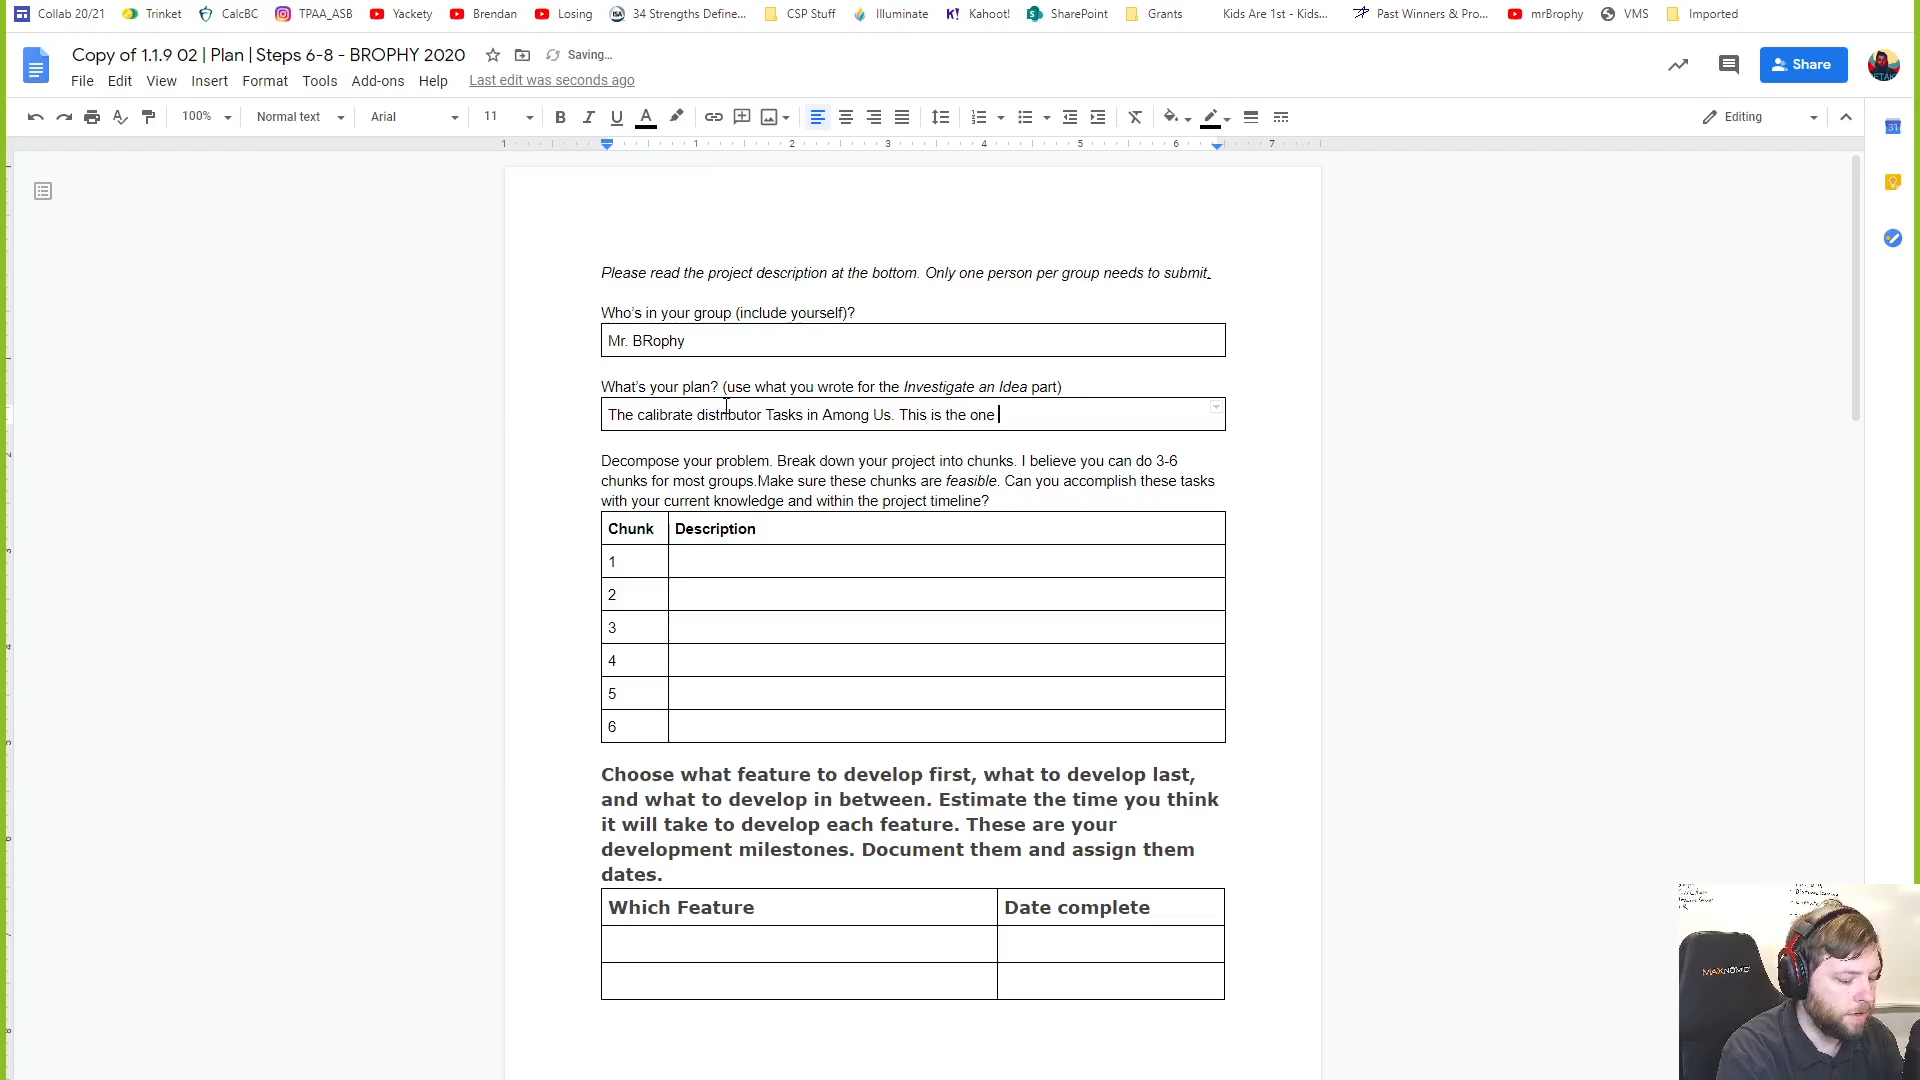 Collab 20/21 Trinket CalcBC TPAA_ASB Yackety Brendan Losing 34 Strengths Define... CSP Stuff Illuminate Kahoot! SharePoint Grants Kids Are 1st - Kids... Past Winners & Pro... mrBrophy VMS Imported
Copy of 1.1.9 02 | Plan | Steps 6-8 - BROPHY 2020 Saving...
File Edit View Insert Format Tools Add-ons Help Last edit was seconds ago
Share
100% Normal text Arial 11 B I U A Editing
1 1 2 3 4 5 6 7
31
Please read the project description at the bottom. Only one person per group needs to submit.
Who's in your group (include yourself)?
Mr. BRophy
What's your plan? (use what you wrote for the Investigate an Idea part)
The calibrate distributor Tasks in Among Us. This is the one
Decompose your problem. Break down your project into chunks. I believe you can do 3-6
chunks for most groups.Make sure these chunks are feasible. Can you accomplish these tasks
with your current knowledge and within the project timeline?
Chunk Description
1
2
3
4
5
6
Choose what feature to develop first, what to develop last,
and what to develop in between. Estimate the time you think
it will take to develop each feature. These are your
development milestones. Document them and assign them
dates.
Which Feature Date complete
MAXNOMIC